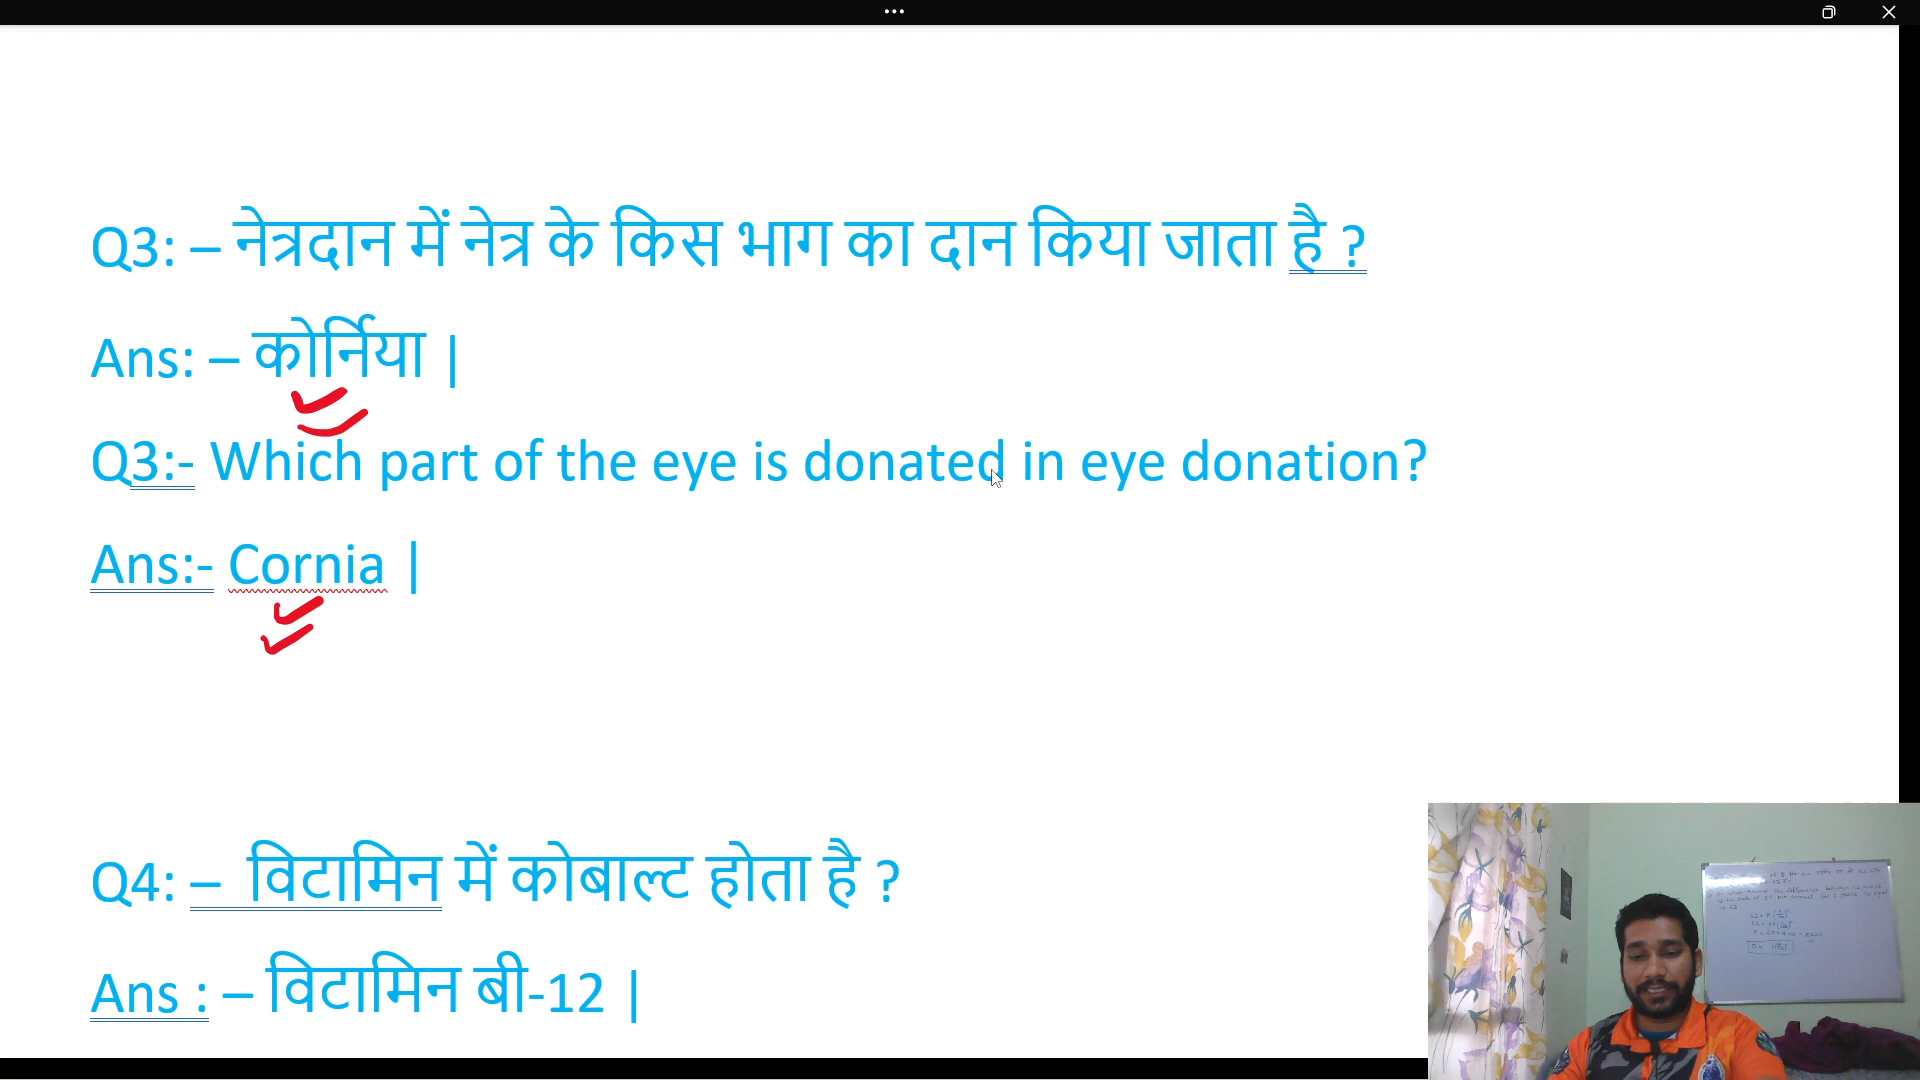 Q3: – नेत्रदान में नेत्र के किस भाग का दान किया जाता है ?
Ans: – कोर्निया |
Q3:- Which part of the eye is donated in eye donation?
Ans:- Cornia |
Q4: – विटामिन में कोबाल्ट होता है ?
Ans : – विटामिन बी-12 |